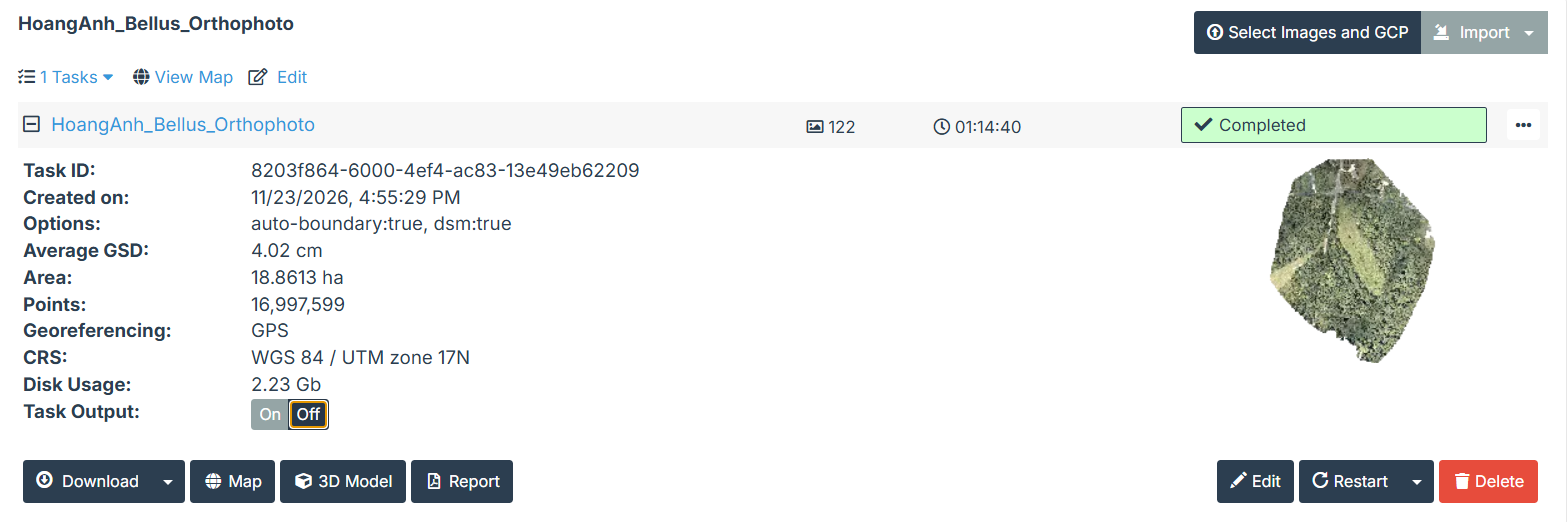 HoangAnh_Bellus_Orthophoto
Select Images and GCP Import
1 Tasks View Map Edit
HoangAnh_Bellus_Orthophoto 122 01:14:40 Completed
Task ID: 8203f864-6000-4ef4-ac83-13e49eb62209
Created on: 11/23/2026, 4:55:29 PM
Options: auto-boundary:true, dsm:true
Average GSD: 4.02 cm
Area: 18.8613 ha
Points: 16,997,599
Georeferencing: GPS
CRS: WGS 84 / UTM zone 17N
Disk Usage: 2.23 Gb
Task Output: On Off
Download Map 3D Model Report Edit Restart Delete